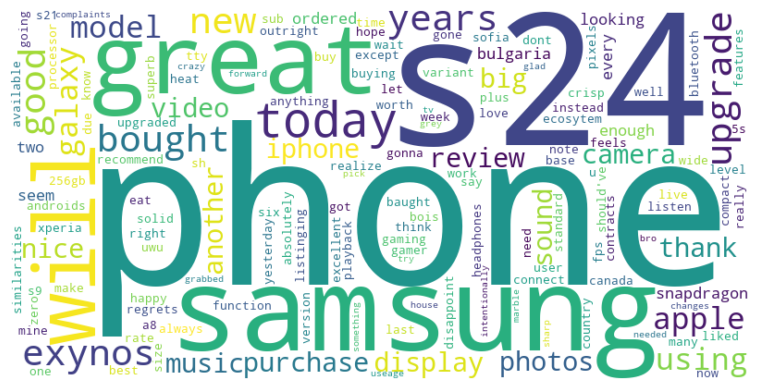 s21 complaints
going
model
available
processor
galaxy
good
know
due
two
256gb
seem
androids
xperia
similarities
nice
will
zero
s9
make
mine
exynos
one
new
sub
ordered
crazy
time
great
tty
outright
hope
heat
superb
buy
forward
wait
except
video
upgraded
today
bought
iphone
recommend
sh
another
years
gone
sofia
dont
pixels
looking
bulgaria
every
buying
variant
big
crisp
anything
let
plus
tv
glad
instead
well
worth
week
love
grey
ecosytem
feels
5s
bluetooth
features
upgrade
s24
gonna
review
realize
pick
camera
enough
note
base
phone
eat
solid
right
uwu
got
baught
bois
think
gaming
gamer
try
work
say
six
absolutely
excellent
playback
yesterday
listinging
headphones
need
sound
user
standard
connect
u
fps
should've
contracts
wide
level
live
listen
compact
really
bro
thank
snapdragon
canada
country
apple
changes
liked
many
needed
using
now
happy
regrets
a8
function
grabbed
version
house
something
disappoint
intentionally
marble
sharp
always
rate
size
best
last
useage
samsung
music
purchase
display
photos